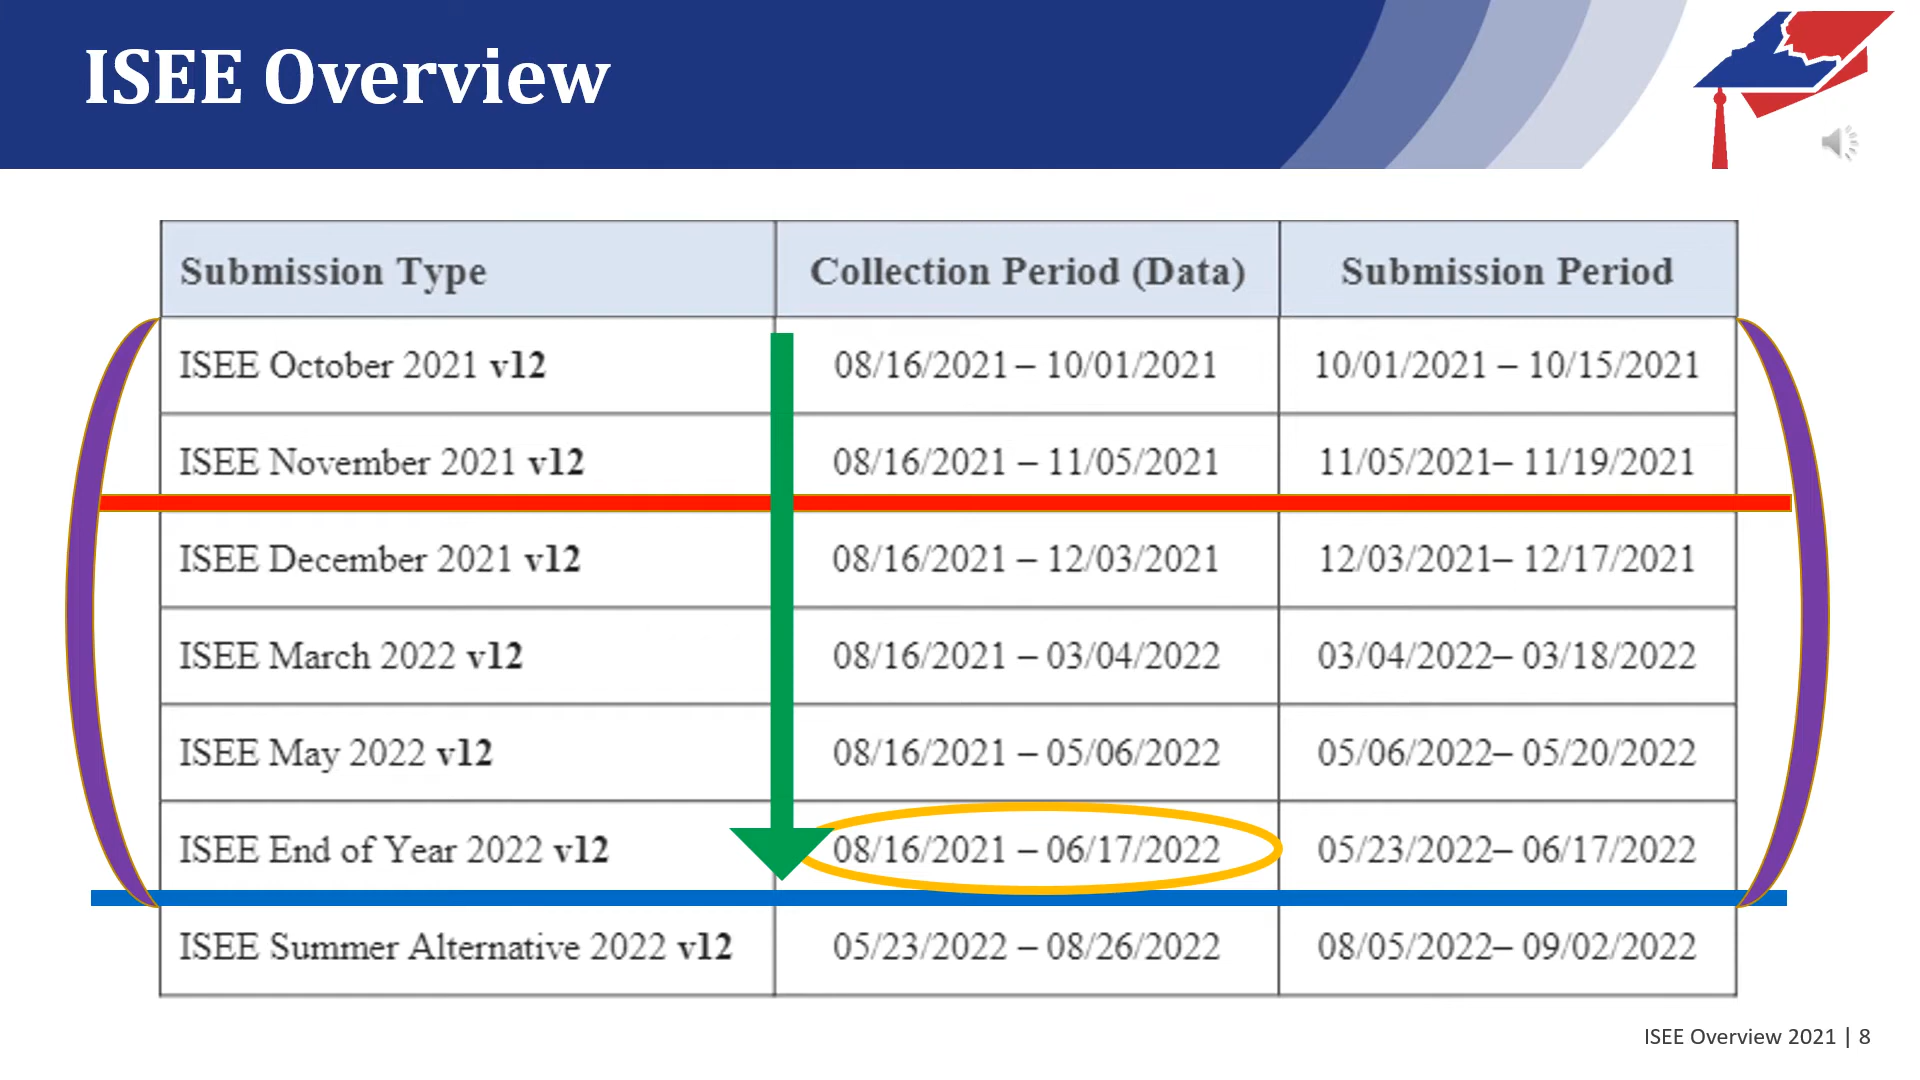 ISEE Overview
Submission Type Collection Period (Data) Submission Period
ISEE October 2021 v12 08/16/2021 – 10/01/2021 10/01/2021 – 10/15/2021
ISEE November 2021 v12 08/16/2021 – 11/05/2021 11/05/2021– 11/19/2021
ISEE December 2021 v12 08/16/2021 – 12/03/2021 12/03/2021– 12/17/2021
ISEE March 2022 v12 08/16/2021 – 03/04/2022 03/04/2022– 03/18/2022
ISEE May 2022 v12 08/16/2021 – 05/06/2022 05/06/2022– 05/20/2022
ISEE End of Year 2022 v12 08/16/2021 – 06/17/2022 05/23/2022– 06/17/2022
ISEE Summer Alternative 2022 v12 05/23/2022 – 08/26/2022 08/05/2022– 09/02/2022
ISEE Overview 2021 | 8